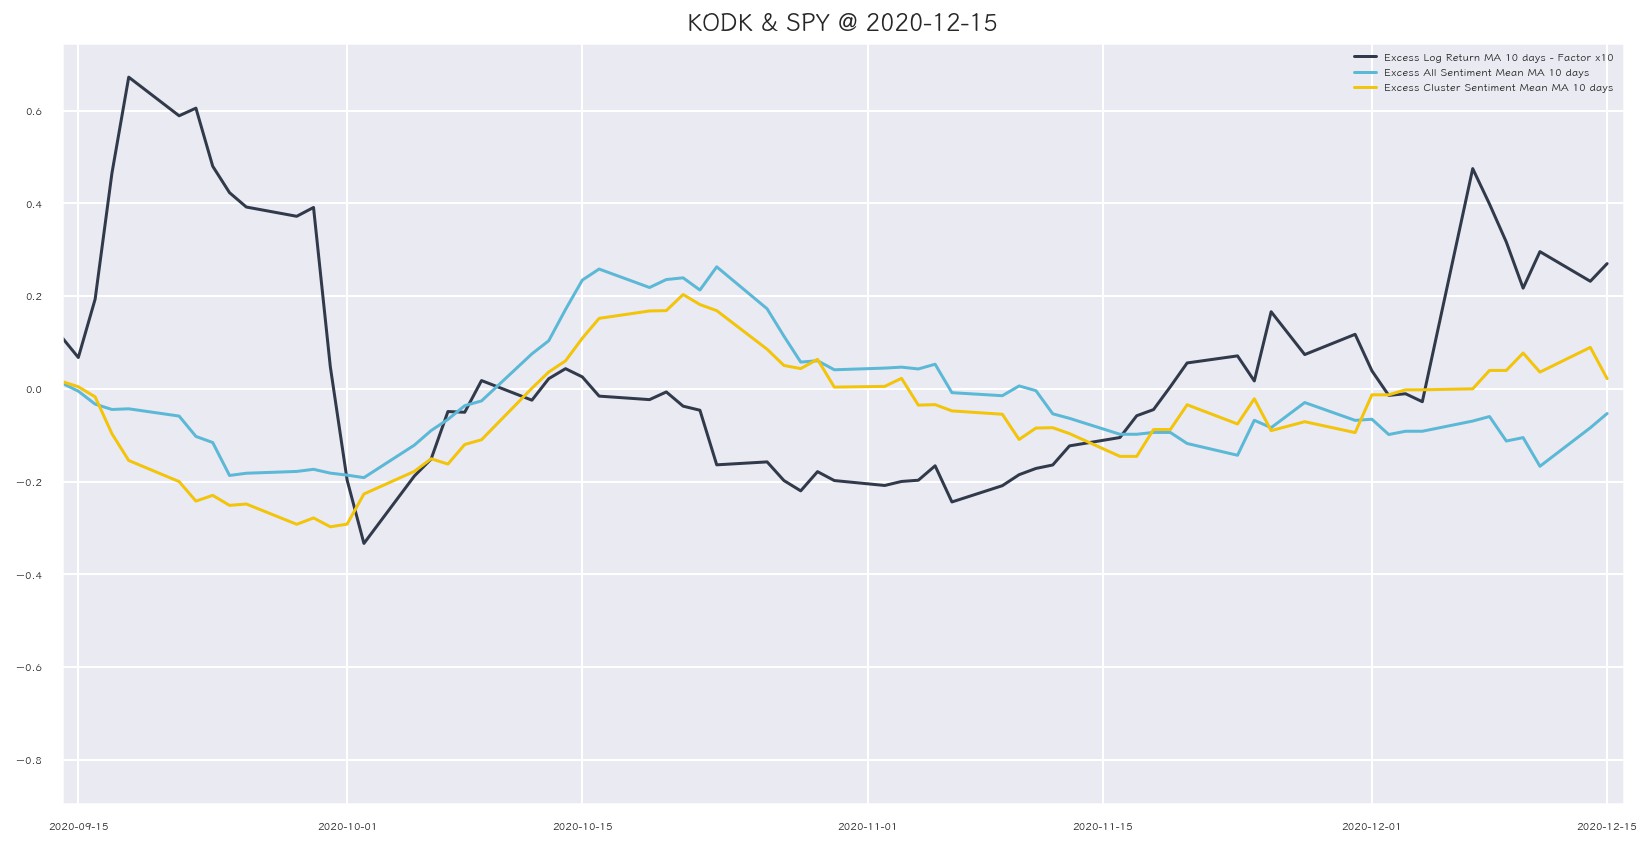 KODK & SPY @ 2020-12-15
Excess Log Return MA 10 days - Factor x10
Excess All Sentiment Mean MA 10 days
Excess Cluster Sentiment Mean MA 10 days
0.6
0.4
0.2
0.0
−0.2
−0.4
−0.6
−0.8
2020-09-15 2020-10-01 2020-10-15 2020-11-01 2020-11-15 2020-12-01 2020-12-15